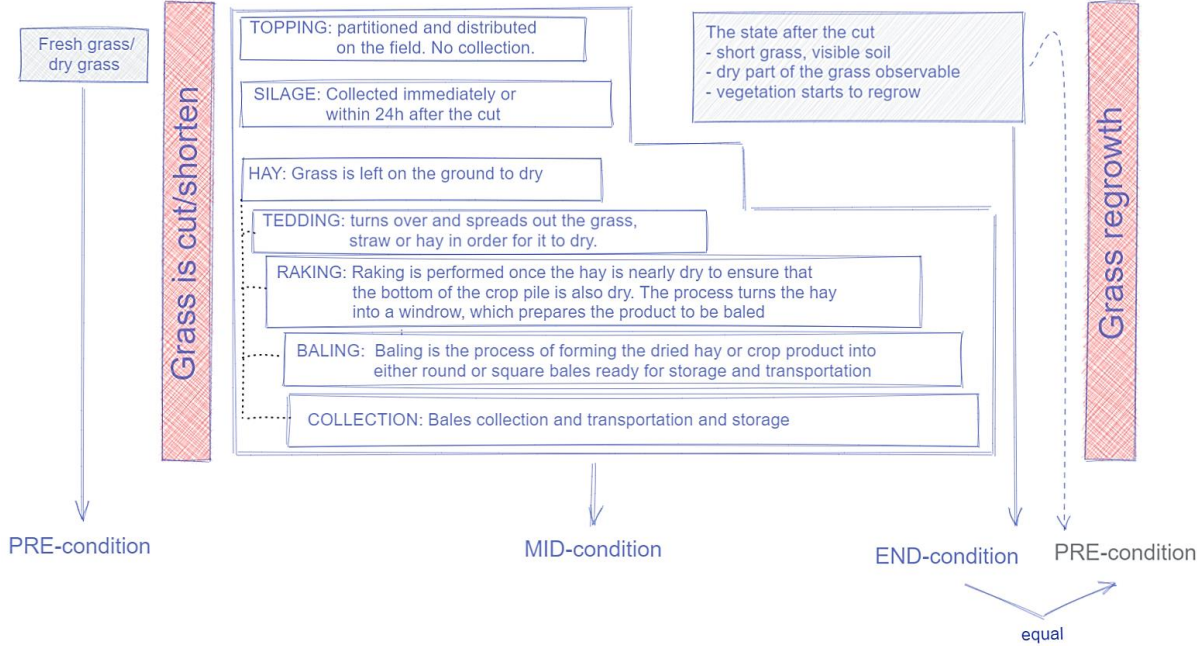 Fresh grass/
dry grass
Grass is cut/shorten
TOPPING: partitioned and distributed
on the field. No collection.
SILAGE: Collected immediately or
within 24h after the cut
HAY: Grass is left on the ground to dry
TEDDING: turns over and spreads out the grass,
straw or hay in order for it to dry.
RAKING: Raking is performed once the hay is nearly dry to ensure that
the bottom of the crop pile is also dry. The process turns the hay
into a windrow, which prepares the product to be baled
BALING: Baling is the process of forming the dried hay or crop product into
either round or square bales ready for storage and transportation
COLLECTION: Bales collection and transportation and storage
The state after the cut
- short grass, visible soil
- dry part of the grass observable
- vegetation starts to regrow
Grass regrowth
PRE-condition
MID-condition
END-condition
PRE-condition
equal